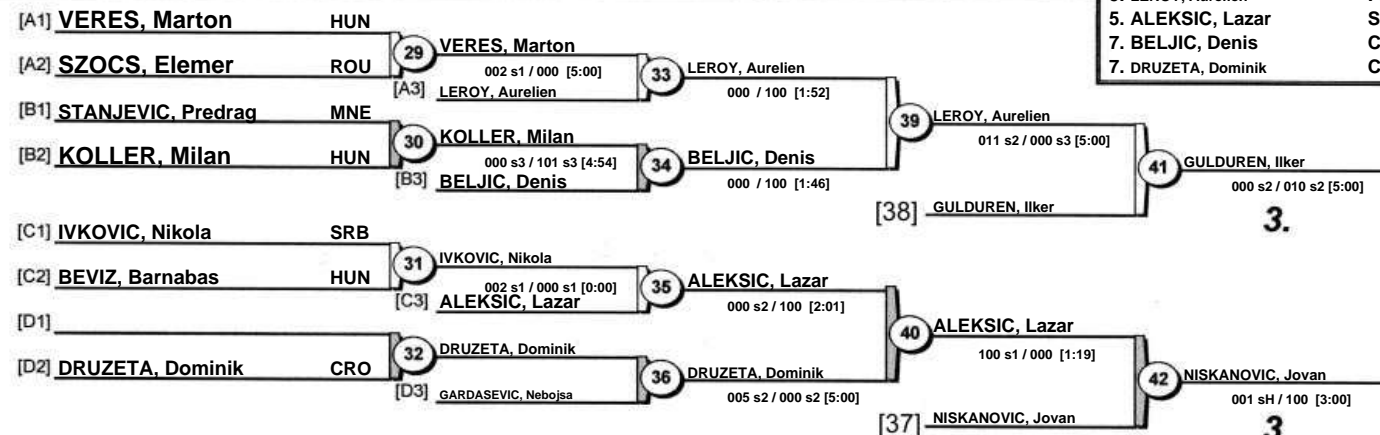 [A1] VERES, Marton HUN
[A2] SZOCS, Elemer ROU
29
VERES, Marton
002 s1 / 000 [5:00]
[A3] LEROY, Aurelien
33
LEROY, Aurelien
000 / 100 [1:52]
[B1] STANJEVIC, Predrag MNE
[B2] KOLLER, Milan HUN
30
KOLLER, Milan
000 s3 / 101 s3 [4:54]
[B3] BELJIC, Denis
34
BELJIC, Denis
000 / 100 [1:46]
39
LEROY, Aurelien
011 s2 / 000 s3 [5:00]
[38] GULDUREN, Ilker
41
GULDUREN, Ilker
000 s2 / 010 s2 [5:00]
3.
[C1] IVKOVIC, Nikola SRB
[C2] BEVIZ, Barnabas HUN
31
IVKOVIC, Nikola
002 s1 / 000 s1 [0:00]
[C3] ALEKSIC, Lazar
35
ALEKSIC, Lazar
000 s2 / 100 [2:01]
[D1]
[D2] DRUZETA, Dominik CRO
32
DRUZETA, Dominik
[D3] GARDASEVIC, Nebojsa
36
DRUZETA, Dominik
005 s2 / 000 s2 [5:00]
40
ALEKSIC, Lazar
100 s1 / 000 [1:19]
[37] NISKANOVIC, Jovan
42
NISKANOVIC, Jovan
001 sH / 100 [3:00]
3
5. ALEKSIC, Lazar S
7. BELJIC, Denis C
7. DRUZETA, Dominik C